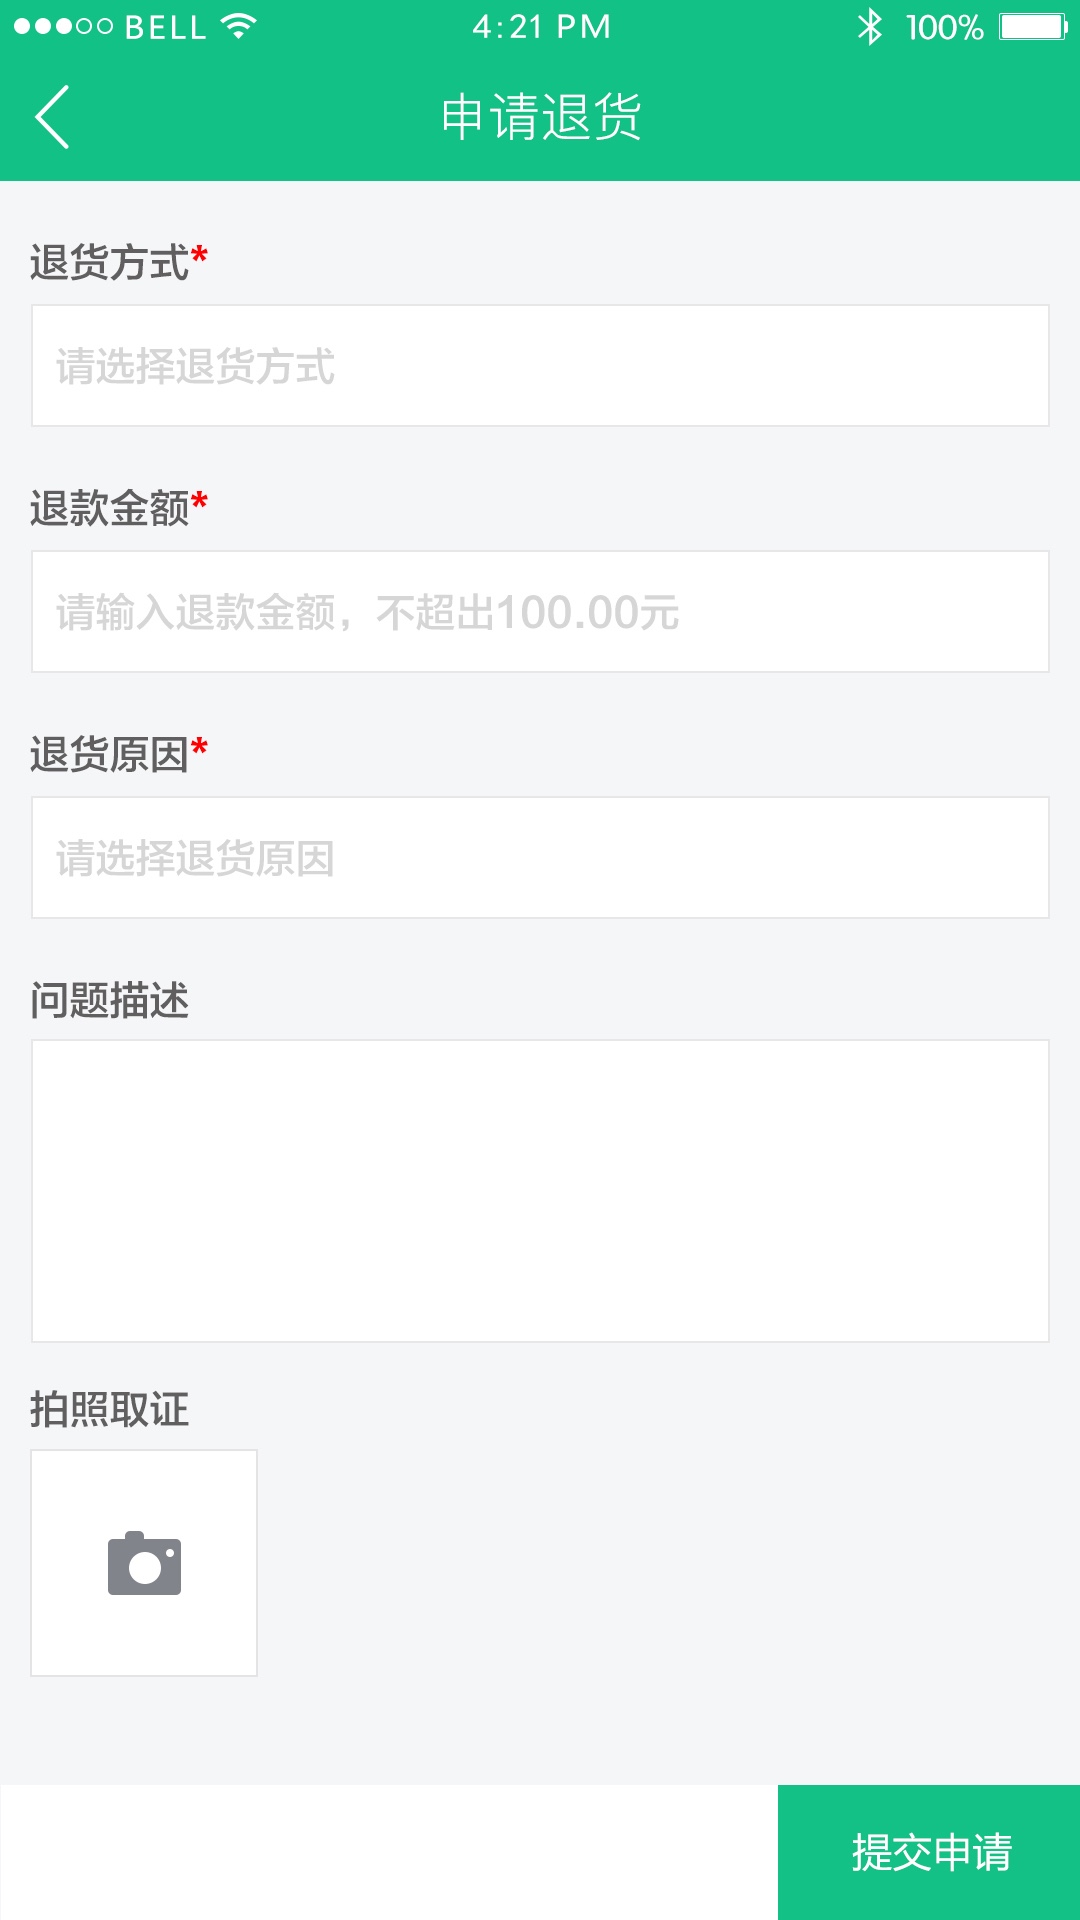 BELL 4:21 PM 100%
申请退货
退货方式*
请选择退货方式
退款金额*
请输入退款金额，不超出100.00元
退货原因*
请选择退货原因
问题描述
拍照取证
提交申请